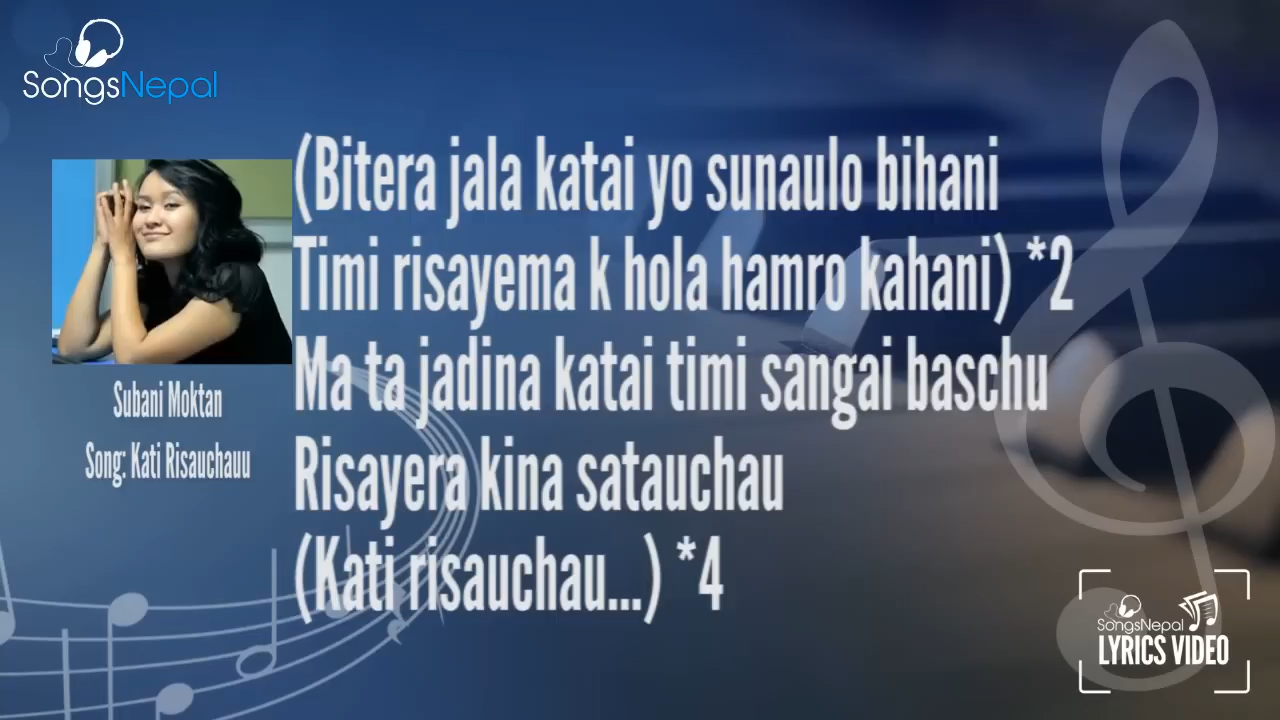 SongsNepal
(Bitera jala katai yo sunaulo bihani
Timi risayema k hola hamro kahani) *2
Ma ta jadina katai timi sangai baschu
Risayera kina satauchau
(Kati risauchau...) *4
Subani Moktan
Song: Kati Risauchauu
SongsNepal
LYRICS VIDEO